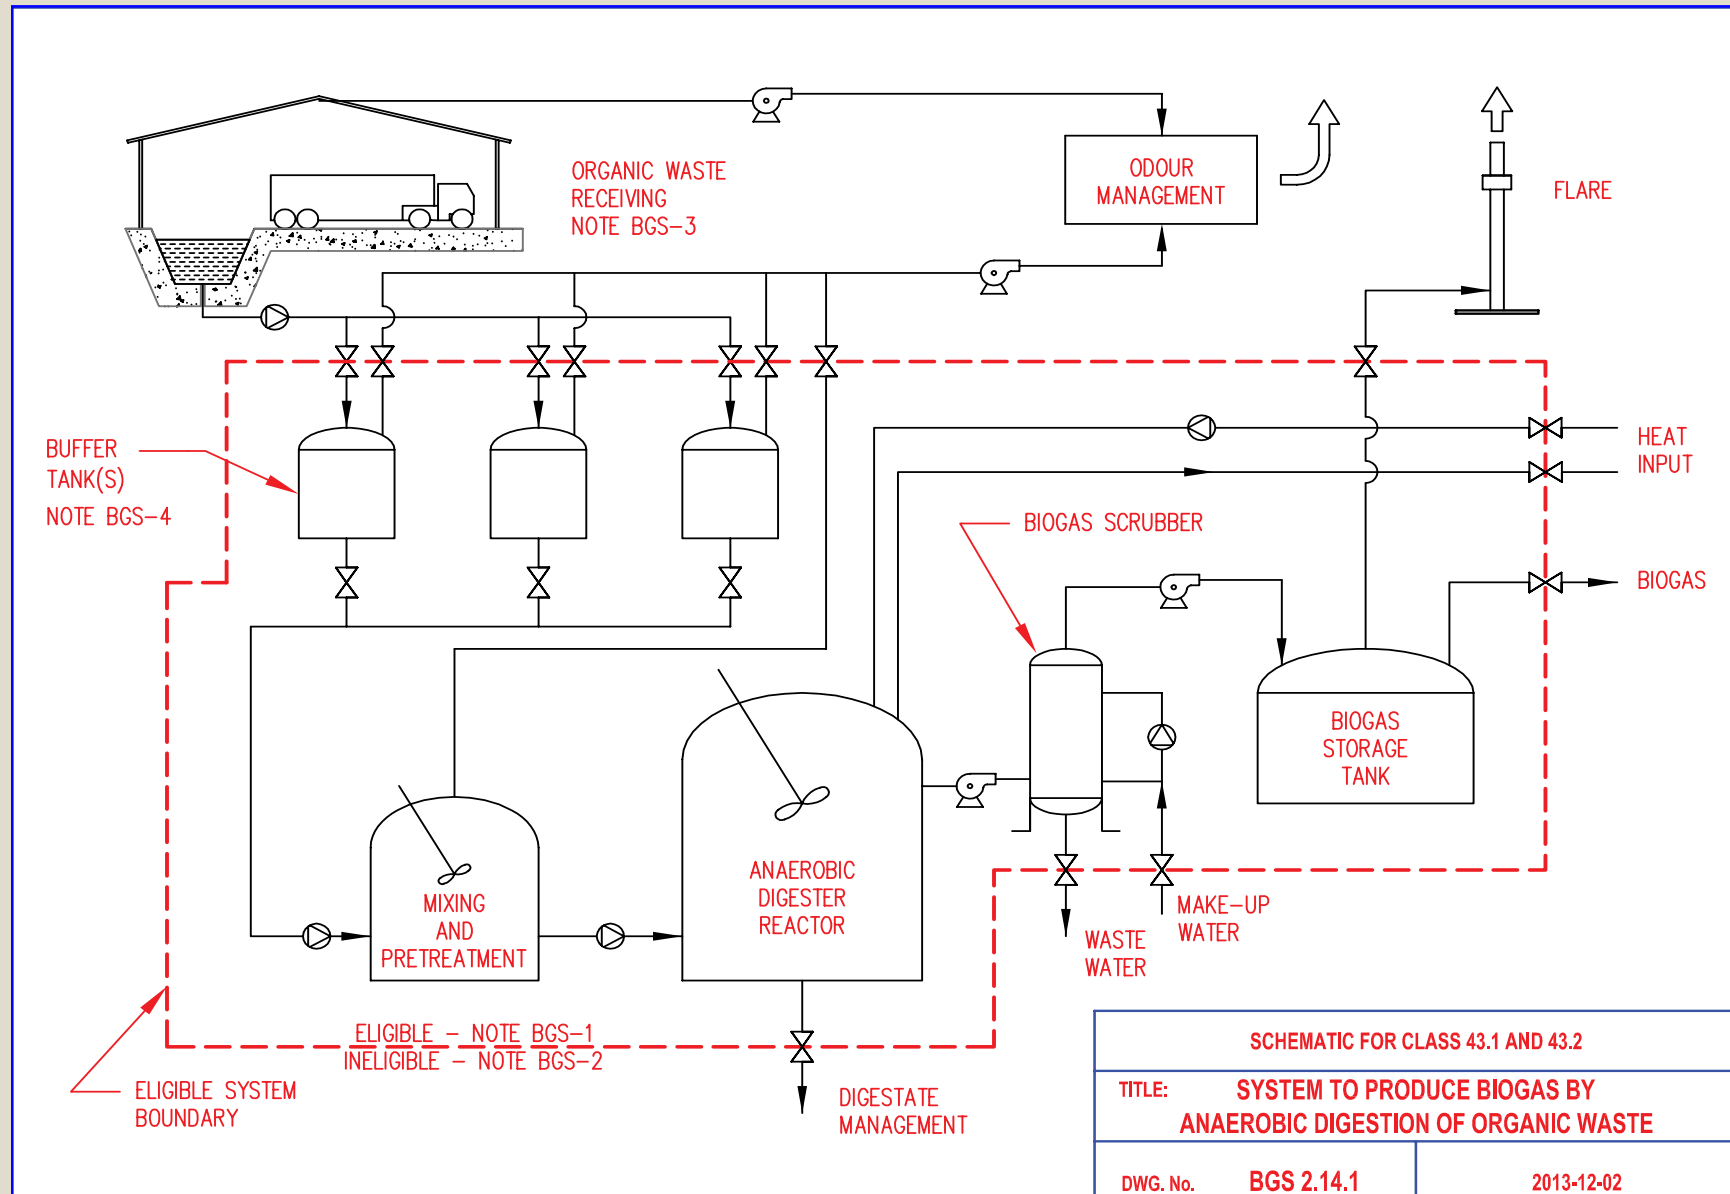 ORGANIC WASTE
RECEIVING
NOTE BGS-3
ODOUR
MANAGEMENT
FLARE
BUFFER
TANK(S)
NOTE BGS-4
HEAT
INPUT
BIOGAS SCRUBBER
BIOGAS
BIOGAS
STORAGE
TANK
ANAEROBIC
DIGESTER
REACTOR
MIXING
AND
PRETREATMENT
MAKE-UP
WATER
WASTE
WATER
ELIGIBLE - NOTE BGS-1
INELIGIBLE - NOTE BGS-2
ELIGIBLE SYSTEM
BOUNDARY
DIGESTATE
MANAGEMENT
SCHEMATIC FOR CLASS 43.1 AND 43.2
TITLE: SYSTEM TO PRODUCE BIOGAS BY
ANAEROBIC DIGESTION OF ORGANIC WASTE
DWG. No. BGS 2.14.1 2013-12-02